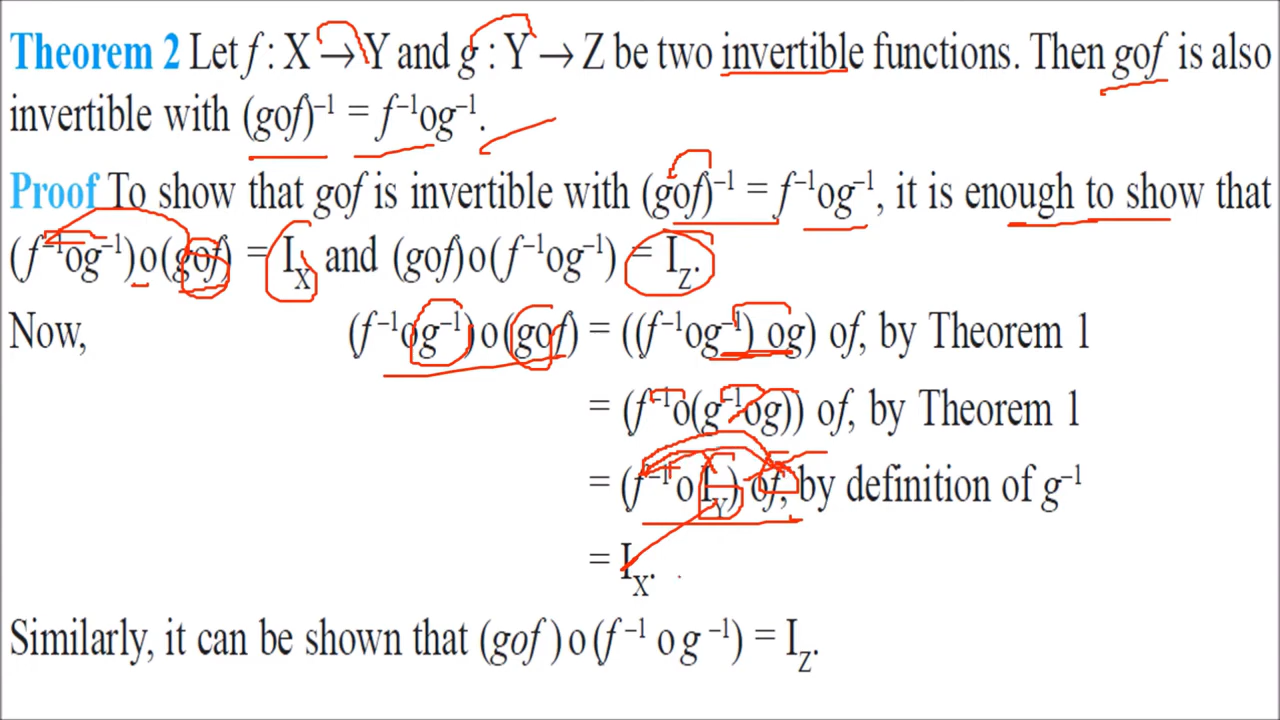 Theorem 2 Let f : X → Y and g : Y → Z be two invertible functions. Then gof is also
invertible with (gof)⁻¹ = f⁻¹og⁻¹.
Proof To show that gof is invertible with (gof)⁻¹ = f⁻¹og⁻¹, it is enough to show that
(f⁻¹og⁻¹)o(gof) = I_X and (gof)o(f⁻¹og⁻¹) = I_Z.
Now, (f⁻¹og⁻¹)o(gof) = ((f⁻¹og⁻¹) og) of, by Theorem 1
= (f⁻¹o(g⁻¹og)) of, by Theorem 1
= (f⁻¹o I_Y) of, by definition of g⁻¹
= I_X.
Similarly, it can be shown that (gof)o(f⁻¹og⁻¹) = I_Z.